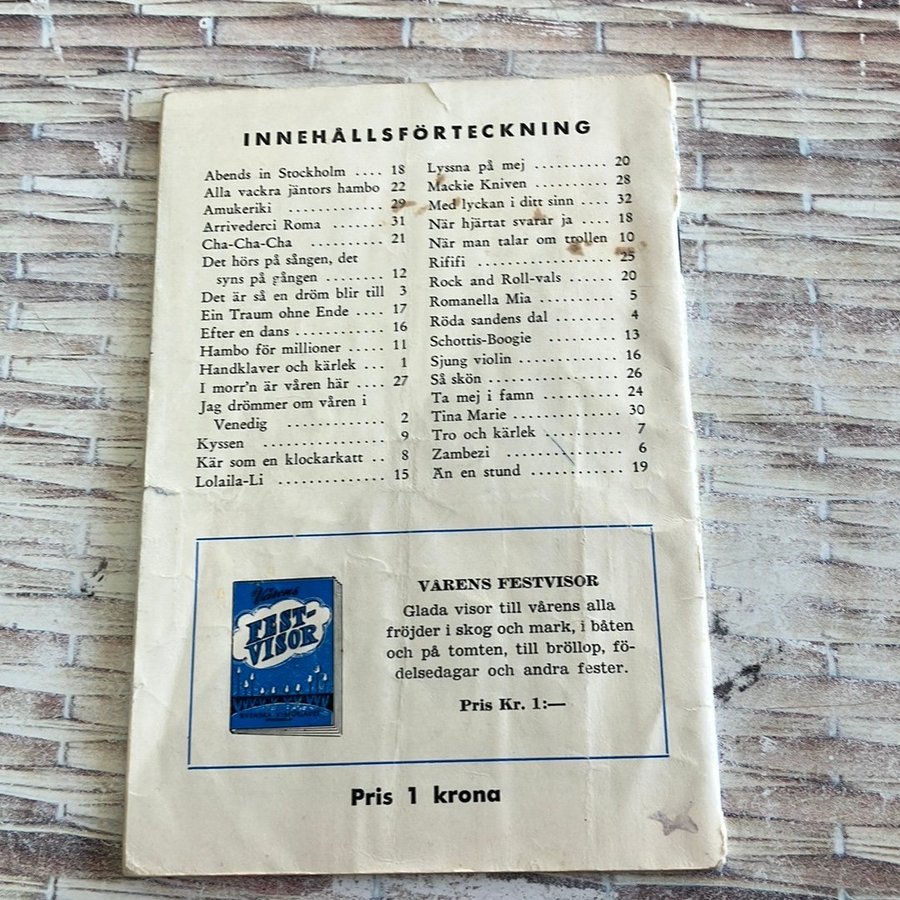 INNEHÅLLSFÖRTECKNING
Abends in Stockholm .... 18
Alla vackra jäntors hambo 22
Amukeriki ............. 29
Arrivederci Roma ....... 31
Cha-Cha-Cha .......... 21
Det hörs på sången, det
syns på gången ........ 12
Det är så en dröm blir till 3
Ein Traum ohne Ende .... 17
Efter en dans ............ 16
Hambo för millioner ..... 11
Handklaver och kärlek ... 1
I morr'n är våren här .... 27
Jag drömmer om våren i
Venedig ............. 2
Kyssen ................ 9
Kär som en klockarkatt .. 8
Lolaila-Li .............. 15
Lyssna på mej .......... 20
Mackie Kniven .......... 28
Med lyckan i ditt sinn .... 32
När hjärtat svarar ja .... 18
När man talar om trollen 10
Rififi .................. 25
Rock and Roll-vals ...... 20
Romanella Mia .......... 5
Röda sandens dal ........ 4
Schottis-Boogie ......... 13
Sjung violin ............. 16
Så skön ................. 26
Ta mej i famn ........... 24
Tina Marie .............. 30
Tro och kärlek .......... 7
Zambezi ............... 6
Än en stund ............ 19
Vårens
FEST-
VISOR
VÅRENS FESTVISOR
Glada visor till vårens alla
fröjder i skog och mark, i båten
och på tomten, till bröllop, fö-
delsedagar och andra fester.
Pris Kr. 1:—
Pris 1 krona